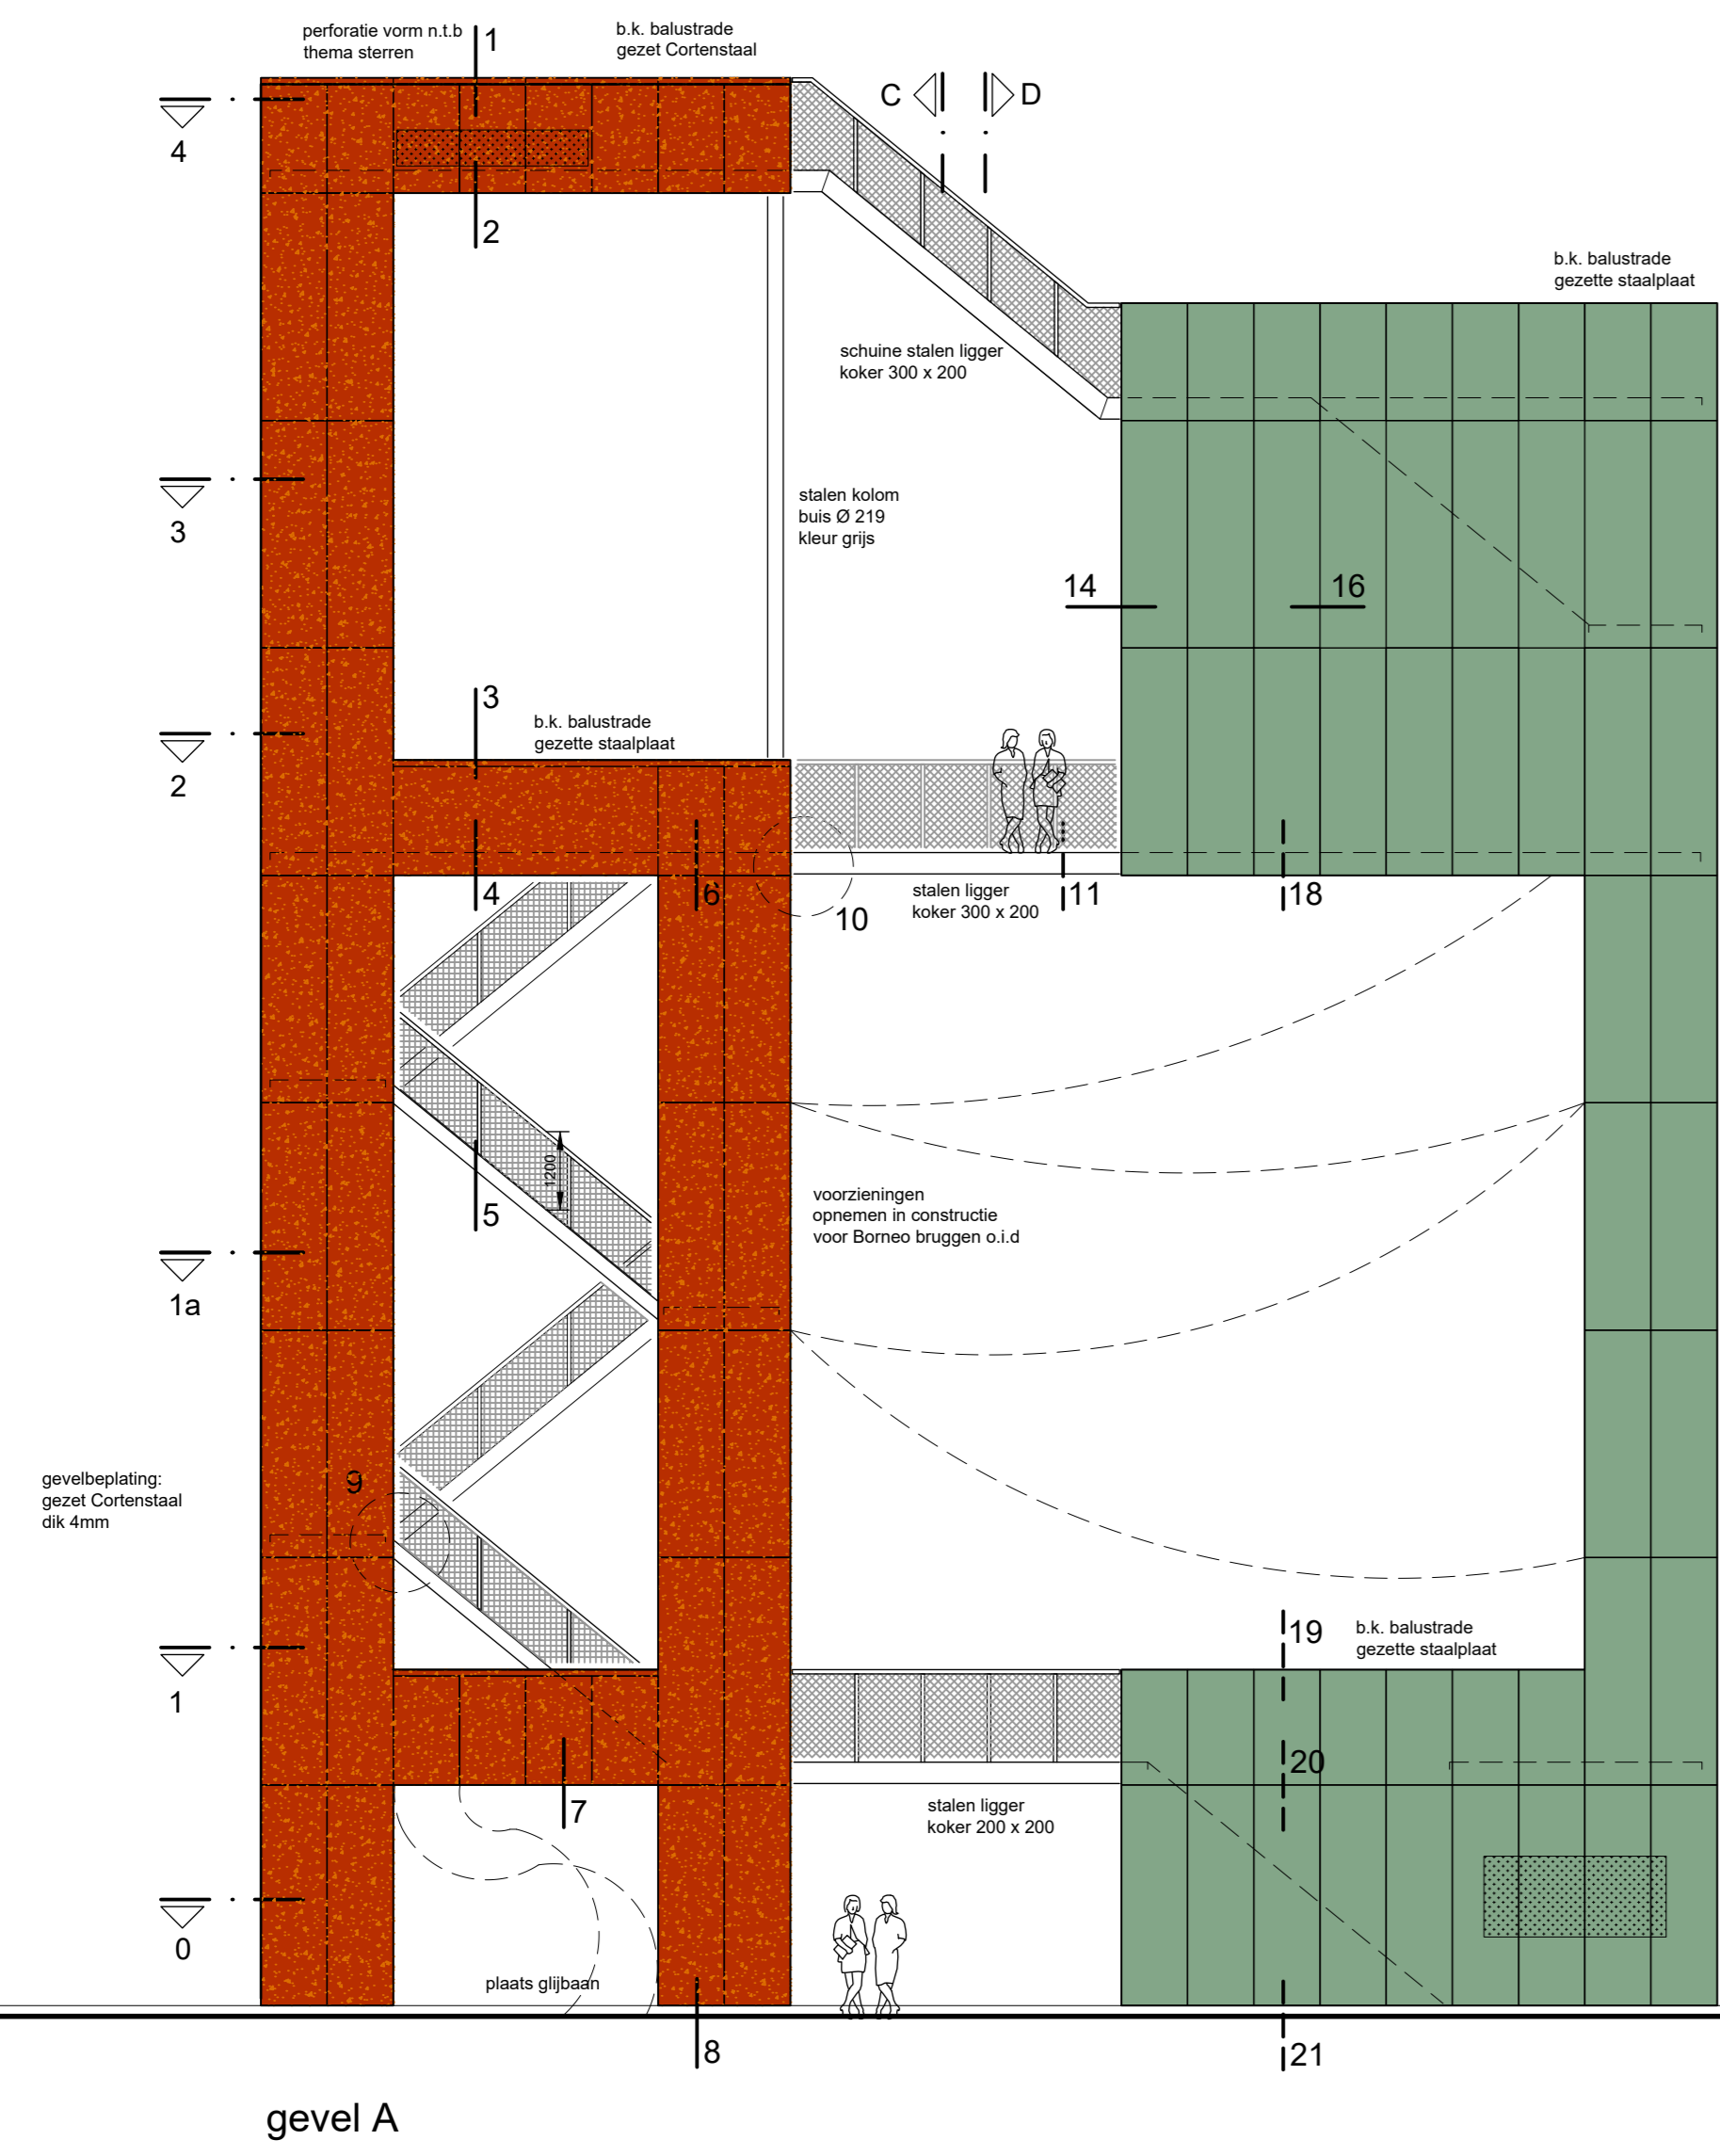 perforatie vorm n.t.b
thema sterren
1
b.k. balustrade
gezet Cortenstaal
C
D
4
2
b.k. balustrade
gezette staalplaat
schuine stalen ligger
koker 300 x 200
3
stalen kolom
buis Ø 219
kleur grijs
14
16
3
b.k. balustrade
gezette staalplaat
2
4
6
10
stalen ligger
koker 300 x 200
11
18
1200
5
voorzieningen
opnemen in constructie
voor Borneo bruggen o.i.d
1a
9
gevelbeplating:
gezet Cortenstaal
dik 4mm
19
b.k. balustrade
gezette staalplaat
1
20
7
stalen ligger
koker 200 x 200
0
plaats glijbaan
8
21
gevel A